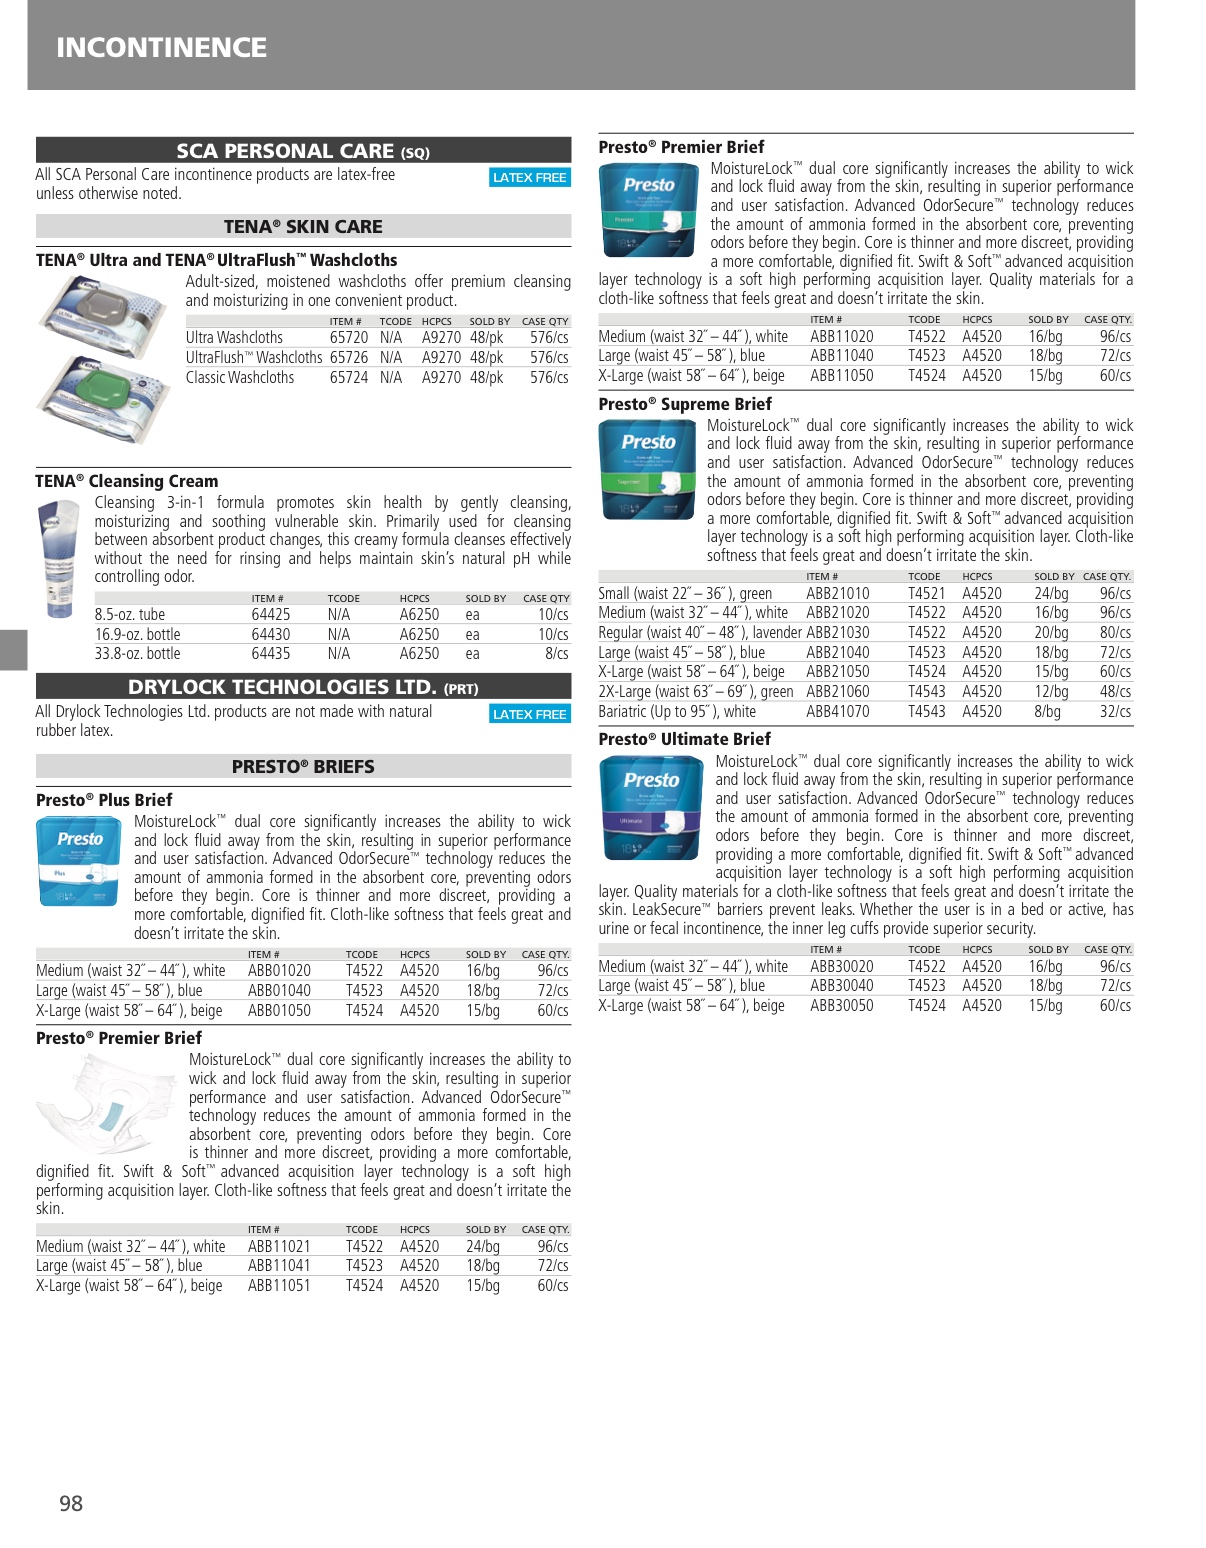 INCONTINENCE
SCA PERSONAL CARE (SQ)
All SCA Personal Care incontinence products are latex-free
unless otherwise noted.
LATEX FREE
TENA® SKIN CARE
TENA® Ultra and TENA® UltraFlush™ Washcloths
Adult-sized, moistened washcloths offer premium cleansing
and moisturizing in one convenient product.
ITEM # TCODE HCPCS SOLD BY CASE QTY
Ultra Washcloths 65720 N/A A9270 48/pk 576/cs
UltraFlush™ Washcloths 65726 N/A A9270 48/pk 576/cs
Classic Washcloths 65724 N/A A9270 48/pk 576/cs
TENA® Cleansing Cream
Cleansing 3-in-1 formula promotes skin health by gently cleansing,
moisturizing and soothing vulnerable skin. Primarily used for cleansing
between absorbent product changes, this creamy formula cleanses effectively
without the need for rinsing and helps maintain skin’s natural pH while
controlling odor.
ITEM # TCODE HCPCS SOLD BY CASE QTY
8.5-oz. tube 64425 N/A A6250 ea 10/cs
16.9-oz. bottle 64430 N/A A6250 ea 10/cs
33.8-oz. bottle 64435 N/A A6250 ea 8/cs
DRYLOCK TECHNOLOGIES LTD. (PRT)
All Drylock Technologies Ltd. products are not made with natural
rubber latex.
LATEX FREE
PRESTO® BRIEFS
Presto® Plus Brief
Presto
Plus
MoistureLock™ dual core significantly increases the ability to wick
and lock fluid away from the skin, resulting in superior performance
and user satisfaction. Advanced OdorSecure™ technology reduces the
amount of ammonia formed in the absorbent core, preventing odors
before they begin. Core is thinner and more discreet, providing a
more comfortable, dignified fit. Cloth-like softness that feels great and
doesn’t irritate the skin.
ITEM # TCODE HCPCS SOLD BY CASE QTY.
Medium (waist 32˝ – 44˝ ), white ABB01020 T4522 A4520 16/bg 96/cs
Large (waist 45˝ – 58˝ ), blue ABB01040 T4523 A4520 18/bg 72/cs
X-Large (waist 58˝ – 64˝ ), beige ABB01050 T4524 A4520 15/bg 60/cs
Presto® Premier Brief
MoistureLock™ dual core significantly increases the ability to
wick and lock fluid away from the skin, resulting in superior
performance and user satisfaction. Advanced OdorSecure™
technology reduces the amount of ammonia formed in the
absorbent core, preventing odors before they begin. Core
is thinner and more discreet, providing a more comfortable,
dignified fit. Swift & Soft™ advanced acquisition layer technology is a soft high
performing acquisition layer. Cloth-like softness that feels great and doesn’t irritate the
skin.
ITEM # TCODE HCPCS SOLD BY CASE QTY.
Medium (waist 32˝ – 44˝ ), white ABB11021 T4522 A4520 24/bg 96/cs
Large (waist 45˝ – 58˝ ), blue ABB11041 T4523 A4520 18/bg 72/cs
X-Large (waist 58˝ – 64˝ ), beige ABB11051 T4524 A4520 15/bg 60/cs
Presto® Premier Brief
Presto
Premier
MoistureLock™ dual core significantly increases the ability to wick
and lock fluid away from the skin, resulting in superior performance
and user satisfaction. Advanced OdorSecure™ technology reduces
the amount of ammonia formed in the absorbent core, preventing
odors before they begin. Core is thinner and more discreet, providing
a more comfortable, dignified fit. Swift & Soft™ advanced acquisition
layer technology is a soft high performing acquisition layer. Quality materials for a
cloth-like softness that feels great and doesn’t irritate the skin.
ITEM # TCODE HCPCS SOLD BY CASE QTY.
Medium (waist 32˝ – 44˝ ), white ABB11020 T4522 A4520 16/bg 96/cs
Large (waist 45˝ – 58˝ ), blue ABB11040 T4523 A4520 18/bg 72/cs
X-Large (waist 58˝ – 64˝ ), beige ABB11050 T4524 A4520 15/bg 60/cs
Presto® Supreme Brief
Presto
Supreme
MoistureLock™ dual core significantly increases the ability to wick
and lock fluid away from the skin, resulting in superior performance
and user satisfaction. Advanced OdorSecure™ technology reduces
the amount of ammonia formed in the absorbent core, preventing
odors before they begin. Core is thinner and more discreet, providing
a more comfortable, dignified fit. Swift & Soft™ advanced acquisition
layer technology is a soft high performing acquisition layer. Cloth-like
softness that feels great and doesn’t irritate the skin.
ITEM # TCODE HCPCS SOLD BY CASE QTY.
Small (waist 22˝ – 36˝ ), green ABB21010 T4521 A4520 24/bg 96/cs
Medium (waist 32˝ – 44˝ ), white ABB21020 T4522 A4520 16/bg 96/cs
Regular (waist 40˝ – 48˝ ), lavender ABB21030 T4522 A4520 20/bg 80/cs
Large (waist 45˝ – 58˝ ), blue ABB21040 T4523 A4520 18/bg 72/cs
X-Large (waist 58˝ – 64˝ ), beige ABB21050 T4524 A4520 15/bg 60/cs
2X-Large (waist 63˝ – 69˝ ), green ABB21060 T4543 A4520 12/bg 48/cs
Bariatric (Up to 95˝ ), white ABB41070 T4543 A4520 8/bg 32/cs
Presto® Ultimate Brief
Presto
Ultimate
MoistureLock™ dual core significantly increases the ability to wick
and lock fluid away from the skin, resulting in superior performance
and user satisfaction. Advanced OdorSecure™ technology reduces
the amount of ammonia formed in the absorbent core, preventing
odors before they begin. Core is thinner and more discreet,
providing a more comfortable, dignified fit. Swift & Soft™ advanced
acquisition layer technology is a soft high performing acquisition
layer. Quality materials for a cloth-like softness that feels great and doesn’t irritate the
skin. LeakSecure™ barriers prevent leaks. Whether the user is in a bed or active, has
urine or fecal incontinence, the inner leg cuffs provide superior security.
ITEM # TCODE HCPCS SOLD BY CASE QTY.
Medium (waist 32˝ – 44˝ ), white ABB30020 T4522 A4520 16/bg 96/cs
Large (waist 45˝ – 58˝ ), blue ABB30040 T4523 A4520 18/bg 72/cs
X-Large (waist 58˝ – 64˝ ), beige ABB30050 T4524 A4520 15/bg 60/cs
98